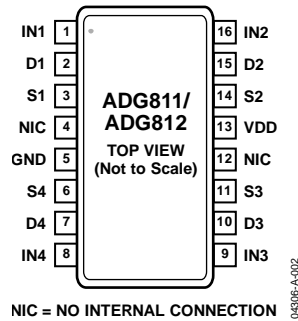 IN1 1 16 IN2
D1 2 15 D2
S1 3 14 S2
NIC 4 13 VDD
GND 5 12 NIC
S4 6 11 S3
D4 7 10 D3
IN4 8 9 IN3
ADG811/
ADG812
TOP VIEW
(Not to Scale)
NIC = NO INTERNAL CONNECTION
04306-A-002